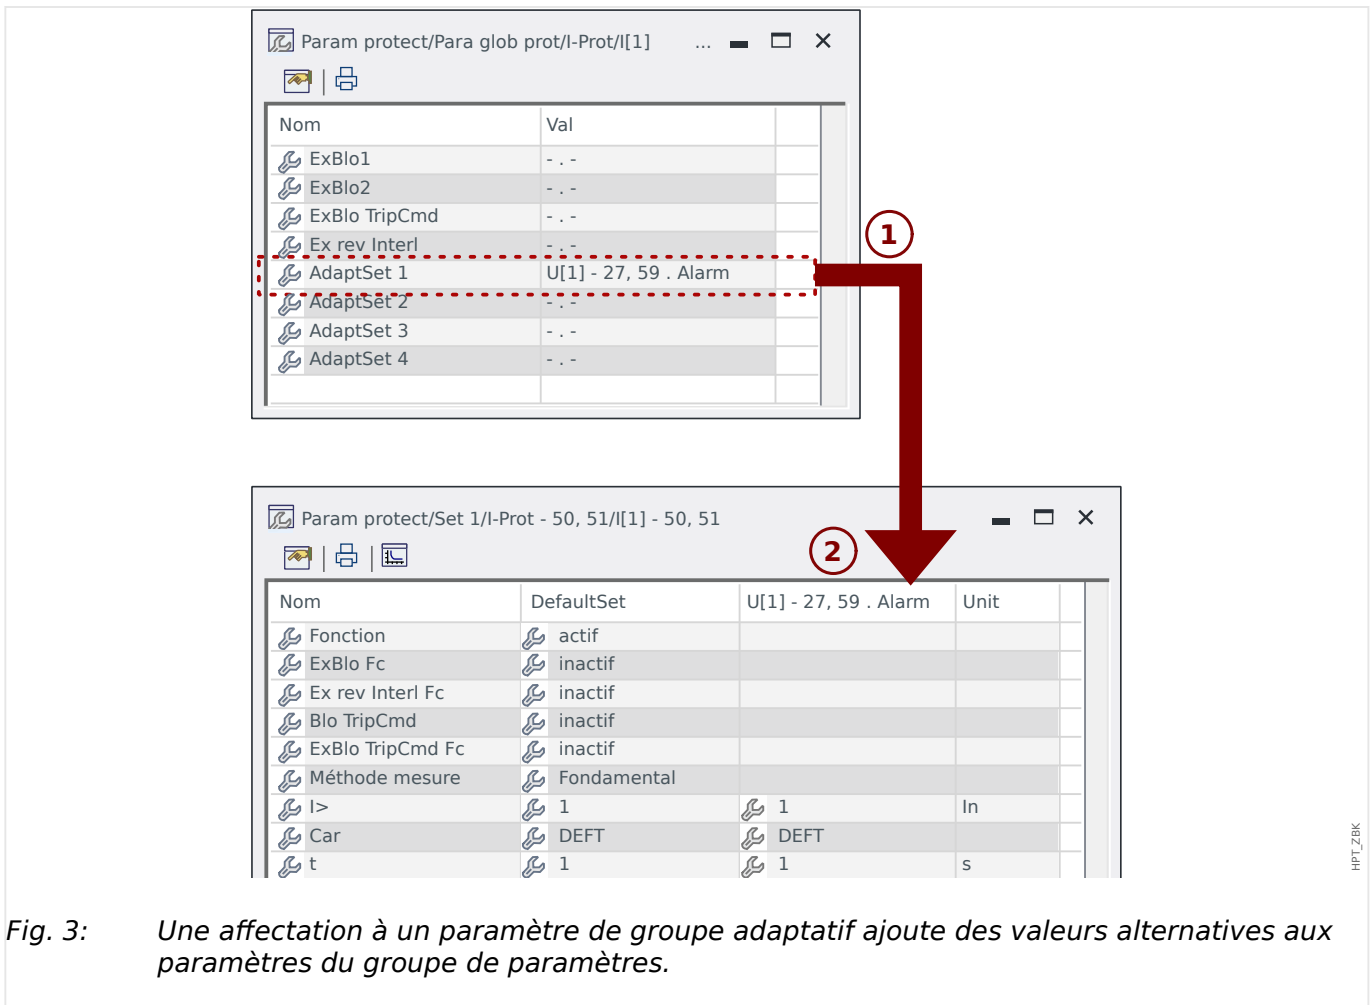 Param protect/Para glob prot/I-Prot/I[1] ...
Nom Val
ExBlo1 - . -
ExBlo2 - . -
ExBlo TripCmd - . -
Ex rev Interl - . -
AdaptSet 1 U[1] - 27, 59 . Alarm
AdaptSet 2 - . -
AdaptSet 3 - . -
AdaptSet 4 - . -
1
Param protect/Set 1/I-Prot - 50, 51/I[1] - 50, 51
2
Nom DefaultSet U[1] - 27, 59 . Alarm Unit
Fonction actif
ExBlo Fc inactif
Ex rev Interl Fc inactif
Blo TripCmd inactif
ExBlo TripCmd Fc inactif
Méthode mesure Fondamental
I> 1 1 In
Car DEFT DEFT
t 1 1 s
HPT_ZBK
Fig. 3: Une affectation à un paramètre de groupe adaptatif ajoute des valeurs alternatives aux
paramètres du groupe de paramètres.